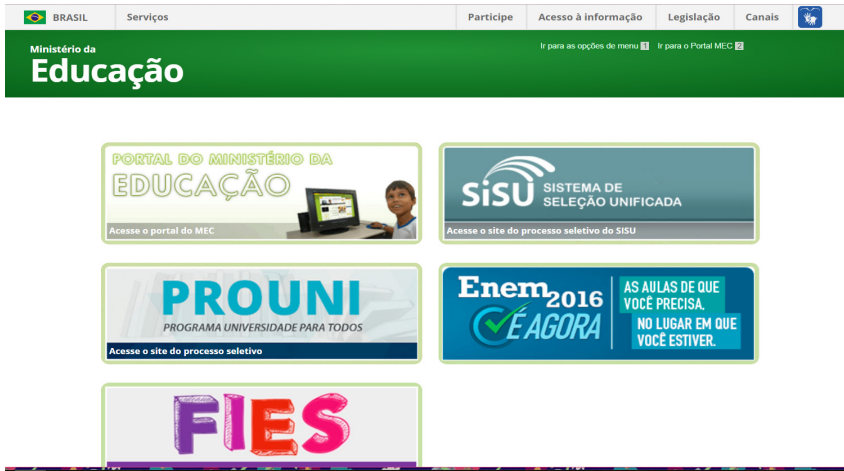 BRASIL Serviços Participe Acesso à informação Legislação Canais
Ir para as opções de menu 1 Ir para o Portal MEC 2
Ministério da
Educação
PORTAL DO MINISTÉRIO DA
EDUCAÇÃO
Acesse o portal do MEC
SiSU SISTEMA DE
SELEÇÃO UNIFICADA
Acesse o site do processo seletivo do SISU
PROUNI
PROGRAMA UNIVERSIDADE PARA TODOS
Acesse o site do processo seletivo
Enem 2016
É AGORA
AS AULAS DE QUE
VOCÊ PRECISA,
NO LUGAR EM QUE
VOCÊ ESTIVER.
FIES